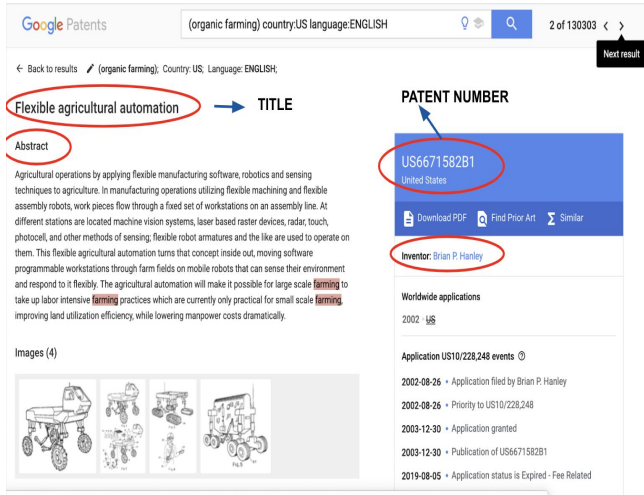 Google Patents
(organic farming) country:US language:ENGLISH
2 of 130303 < >
Next result
← Back to results (organic farming); Country: US; Language: ENGLISH;
Flexible agricultural automation
TITLE
Abstract
Agricultural operations by applying flexible manufacturing software, robotics and sensing
techniques to agriculture. In manufacturing operations utilizing flexible machining and flexible
assembly robots, work pieces flow through a fixed set of workstations on an assembly line. At
different stations are located machine vision systems, laser based raster devices, radar, touch,
photocell, and other methods of sensing; flexible robot armatures and the like are used to operate on
them. This flexible agricultural automation turns that concept inside out, moving software
programmable workstations through farm fields on mobile robots that can sense their environment
and respond to it flexibly. The agricultural automation will make it possible for large scale farming to
take up labor intensive farming practices which are currently only practical for small scale farming,
improving land utilization efficiency, while lowering manpower costs dramatically.
Images (4)
PATENT NUMBER
US6671582B1
United States
Download PDF Find Prior Art Σ Similar
Inventor: Brian P. Hanley
Worldwide applications
2002 · US
Application US10/228,248 events
2002-08-26 • Application filed by Brian P. Hanley
2002-08-26 • Priority to US10/228,248
2003-12-30 • Application granted
2003-12-30 • Publication of US6671582B1
2019-08-05 • Application status is Expired - Fee Related